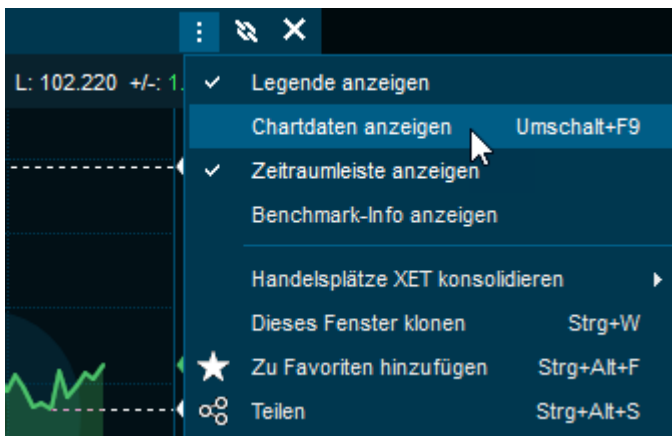 L: 102.220 +/-: 1.
Legende anzeigen
Chartdaten anzeigen Umschalt+F9
Zeitraumleiste anzeigen
Benchmark-Info anzeigen
Handelsplätze XET konsolidieren
Dieses Fenster klonen Strg+W
Zu Favoriten hinzufügen Strg+Alt+F
Teilen Strg+Alt+S